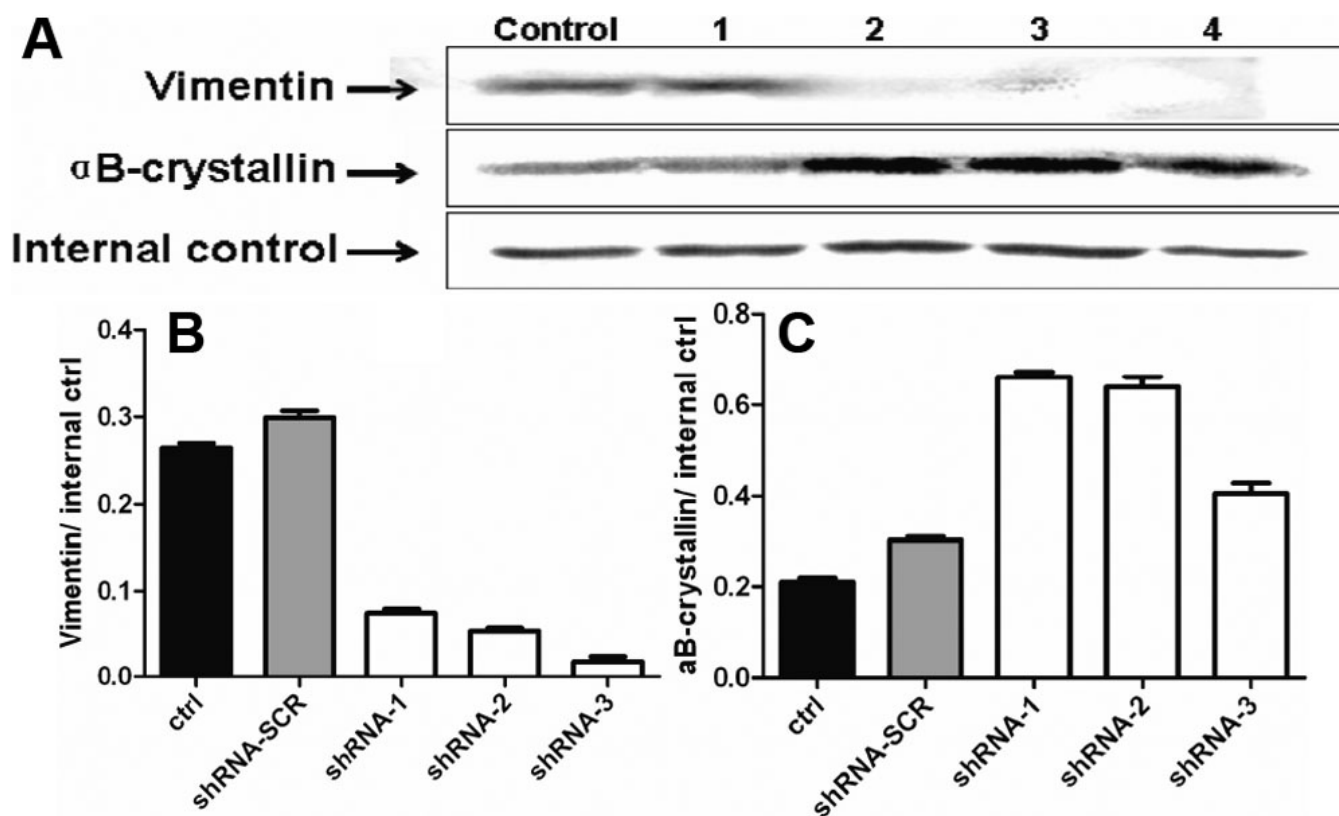 A
Control 1 2 3 4
Vimentin
αB-crystallin
Internal control
B
Vimentin/ internal ctrl
0.4
0.3
0.2
0.1
0.0
ctrl
shRNA-SCR
shRNA-1
shRNA-2
shRNA-3
C
aB-crystallin/ internal ctrl
0.8
0.6
0.4
0.2
0.0
ctrl
shRNA-SCR
shRNA-1
shRNA-2
shRNA-3